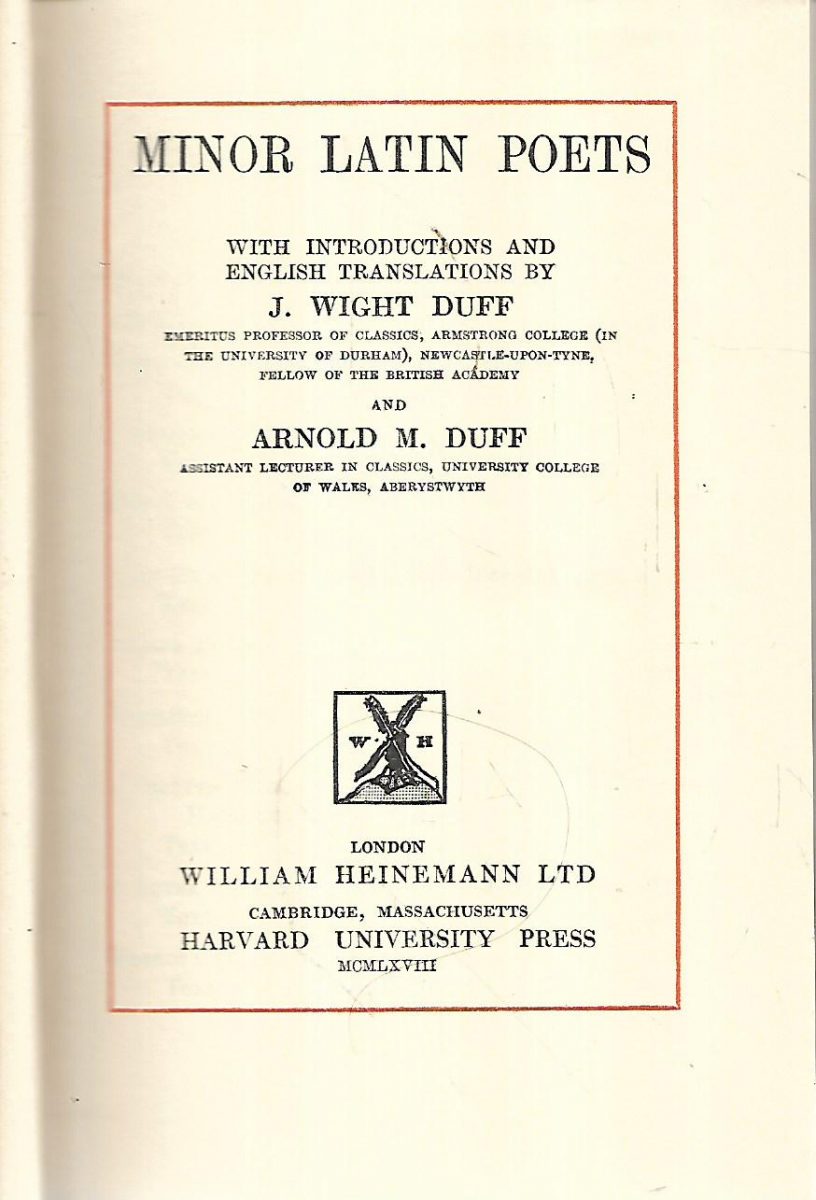 MINOR LATIN POETS
WITH INTRODUCTIONS AND
ENGLISH TRANSLATIONS BY
J. WIGHT DUFF
EMERITUS PROFESSOR OF CLASSICS, ARMSTRONG COLLEGE (IN
THE UNIVERSITY OF DURHAM), NEWCASTLE-UPON-TYNE,
FELLOW OF THE BRITISH ACADEMY
AND
ARNOLD M. DUFF
ASSISTANT LECTURER IN CLASSICS, UNIVERSITY COLLEGE
OF WALES, ABERYSTWYTH
W H
LONDON
WILLIAM HEINEMANN LTD
CAMBRIDGE, MASSACHUSETTS
HARVARD UNIVERSITY PRESS
MCMLXVIII